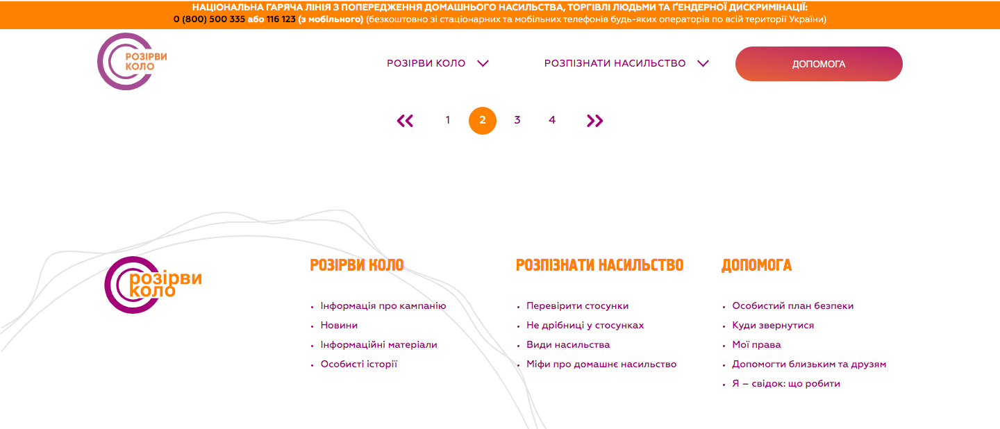 НАЦІОНАЛЬНА ГАРЯЧА ЛІНІЯ З ПОПЕРЕДЖЕННЯ ДОМАШНЬОГО НАСИЛЬСТВА, ТОРГІВЛІ ЛЮДЬМИ ТА ҐЕНДЕРНОЇ ДИСКРИМІНАЦІЇ:
0 (800) 500 335 або 116 123 (з мобільного) (безкоштовно зі стаціонарних та мобільних телефонів будь-яких операторів по всій території України)
РОЗІРВИ
КОЛО
РОЗІРВИ КОЛО
РОЗПІЗНАТИ НАСИЛЬСТВО
ДОПОМОГА
1 2 3 4
розірви
коло
РОЗІРВИ КОЛО
Інформація про кампанію
Новини
Інформаційні матеріали
Особисті історії
РОЗПІЗНАТИ НАСИЛЬСТВО
Перевірити стосунки
Не дрібниці у стосунках
Види насильства
Міфи про домашнє насильство
ДОПОМОГА
Особистий план безпеки
Куди звернутися
Мої права
Допомогти близьким та друзям
Я – свідок: що робити